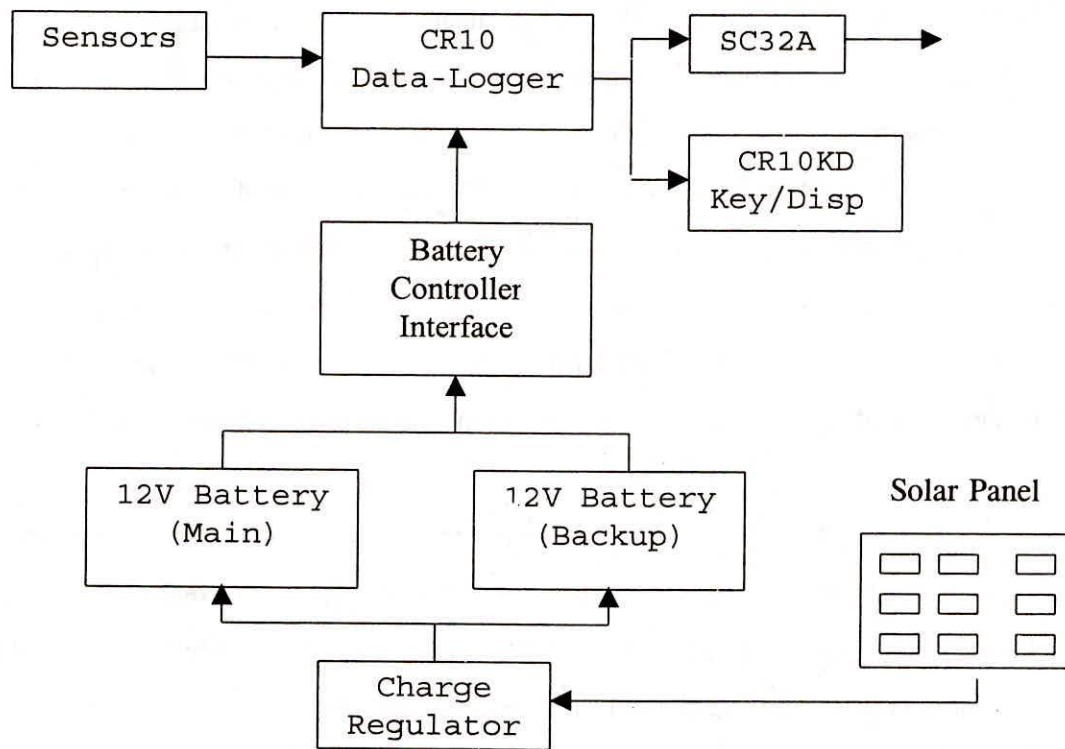 Sensors
CR10
Data-Logger
SC32A
CR10KD
Key/Disp
Battery
Controller
Interface
12V Battery
(Main)
12V Battery
(Backup)
Solar Panel
Charge
Regulator